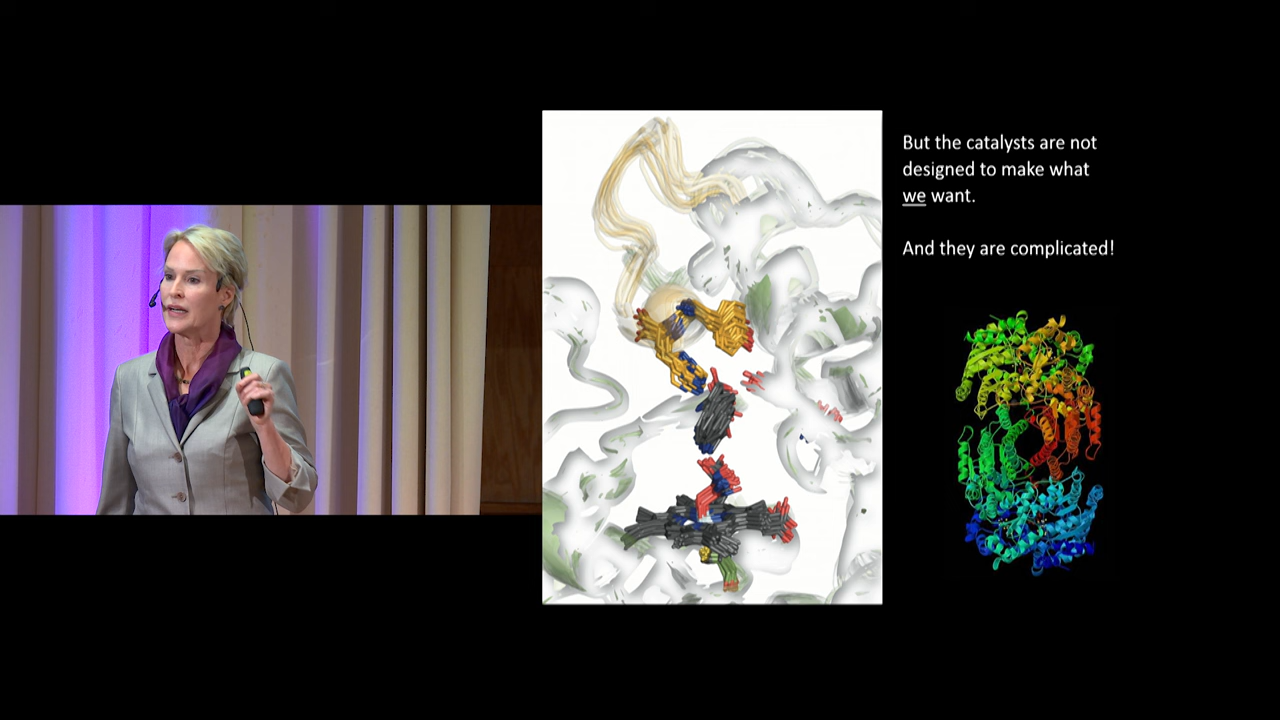 But the catalysts are not
designed to make what
we want.
And they are complicated!